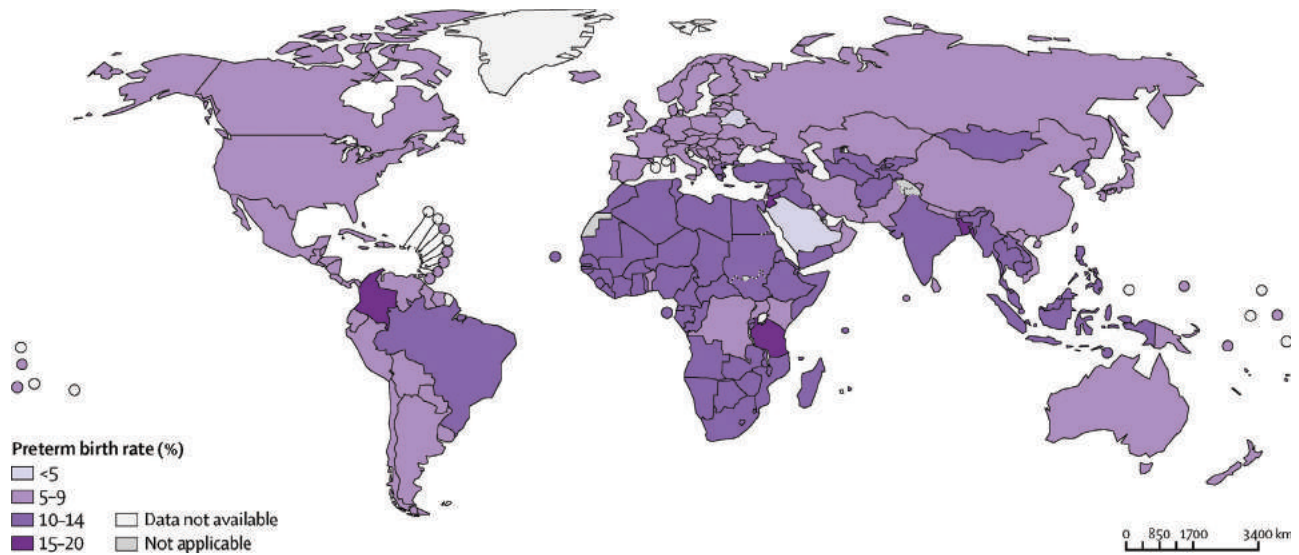 Preterm birth rate (%)
<5
5–9
10–14
15–20
Data not available
Not applicable
0 850 1700 3400 km